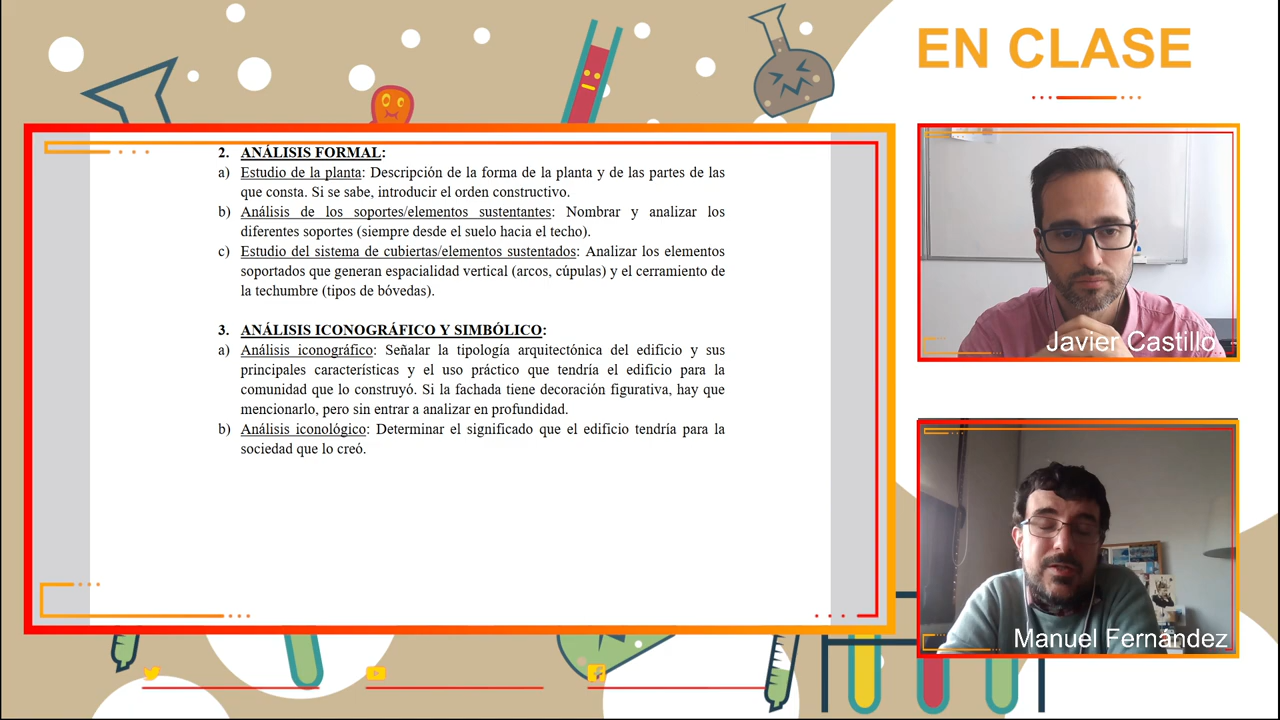 EN CLASE
2. ANÁLISIS FORMAL:
a) Estudio de la planta: Descripción de la forma de la planta y de las partes de las
que consta. Si se sabe, introducir el orden constructivo.
b) Análisis de los soportes/elementos sustentantes: Nombrar y analizar los
diferentes soportes (siempre desde el suelo hacia el techo).
c) Estudio del sistema de cubiertas/elementos sustentados: Analizar los elementos
soportados que generan espacialidad vertical (arcos, cúpulas) y el cerramiento de
la techumbre (tipos de bóvedas).
3. ANÁLISIS ICONOGRÁFICO Y SIMBÓLICO:
a) Análisis iconográfico: Señalar la tipología arquitectónica del edificio y sus
principales características y el uso práctico que tendría el edificio para la
comunidad que lo construyó. Si la fachada tiene decoración figurativa, hay que
mencionarlo, pero sin entrar a analizar en profundidad.
b) Análisis iconológico: Determinar el significado que el edificio tendría para la
sociedad que lo creó.
Javier Castillo
Manuel Fernández